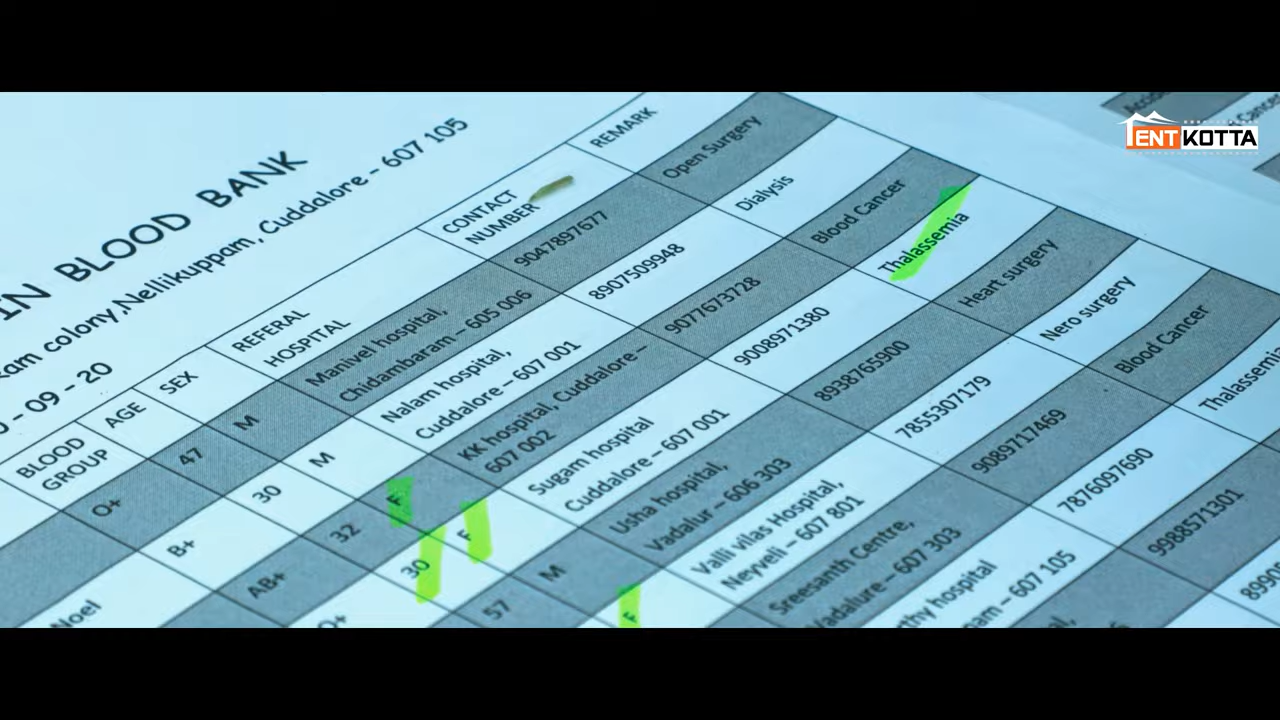 IN BLOOD BANK
colony ,Nellikuppam, Cuddalore – 607 105
– 09 – 20
BLOOD GROUP
AGE
SEX
REFERAL HOSPITAL
CONTACT NUMBER
REMARK
O+
47
M
Manivel hospital,
Chidambaram – 605 006
9047897677
Open Surgery
B+
30
M
Nalam hospital,
Cuddalore – 607 001
8907509948
Dialysis
AB+
32
F
KK hospital, Cuddalore –
607 002
9077673728
Blood Cancer
Noel
O+
30
F
Sugam hospital
Cuddalore – 607 001
9008971380
Thalassemia
57
M
Usha hospital,
Vadalur – 606 303
8938765900
Heart surgery
F
Valli vilas Hospital,
Neyveli – 607 801
7855307179
Nero surgery
Sreesanth Centre,
Vadalure – 607 303
9089717469
Blood Cancer
hospital
– 607 105
7876097690
Thalassemia
9988571301
TENTKOTTA